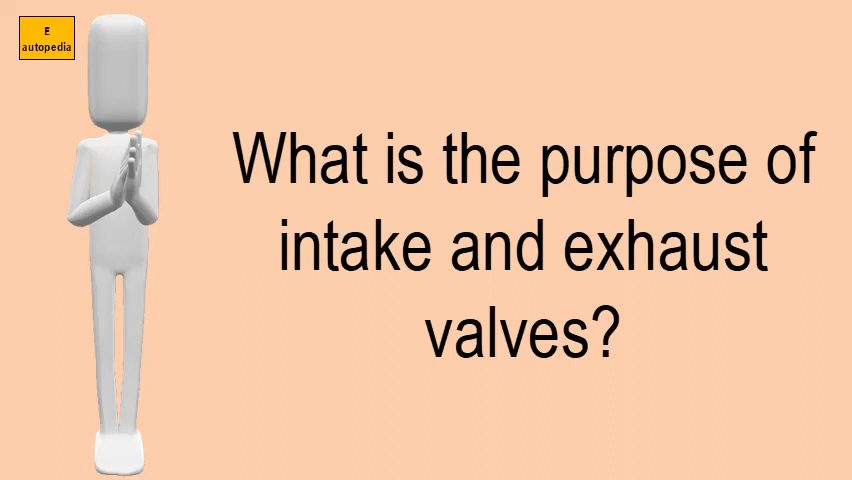 E
autopedia
What is the purpose of
intake and exhaust
valves?